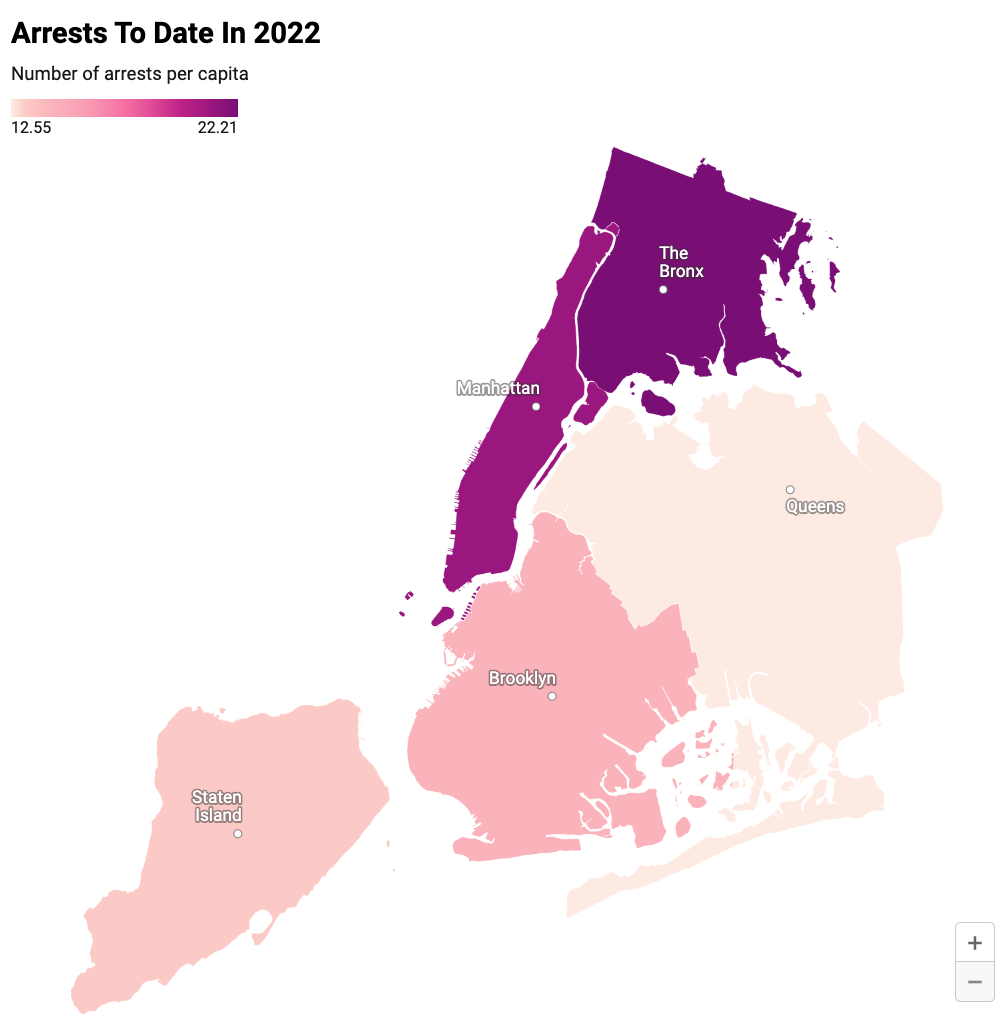 Arrests To Date In 2022
Number of arrests per capita
12.55 22.21
The
Bronx
Manhattan
Queens
Brooklyn
Staten
Island
+
−